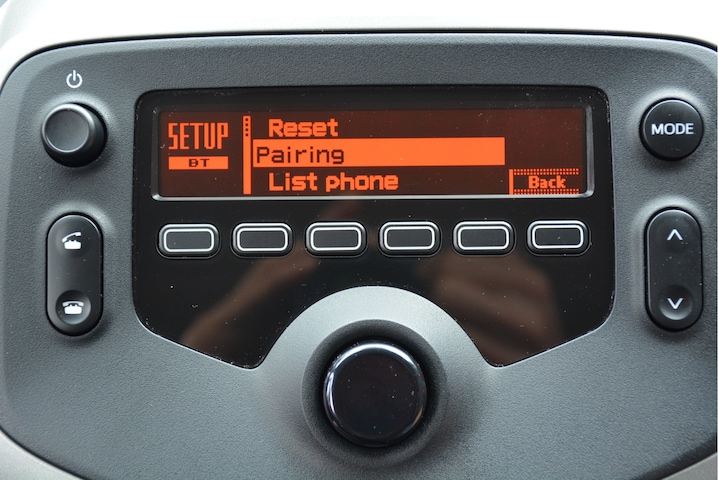 SETUP
BT
Reset
Pairing
List phone
Back
MODE